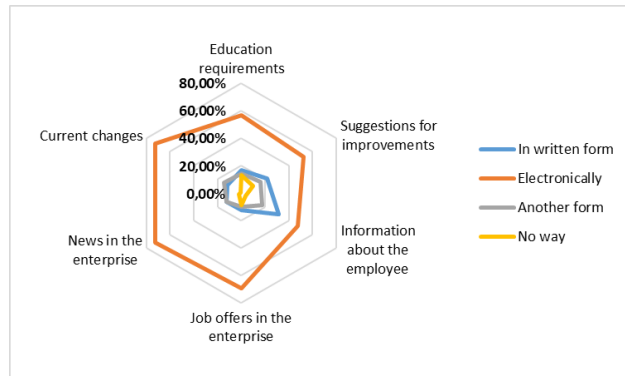 Education
requirements
80,00%
60,00%
40,00%
20,00%
0,00%
Current changes
Suggestions for
improvements
News in the
enterprise
Information
about the
employee
Job offers in the
enterprise
In written form
Electronically
Another form
No way